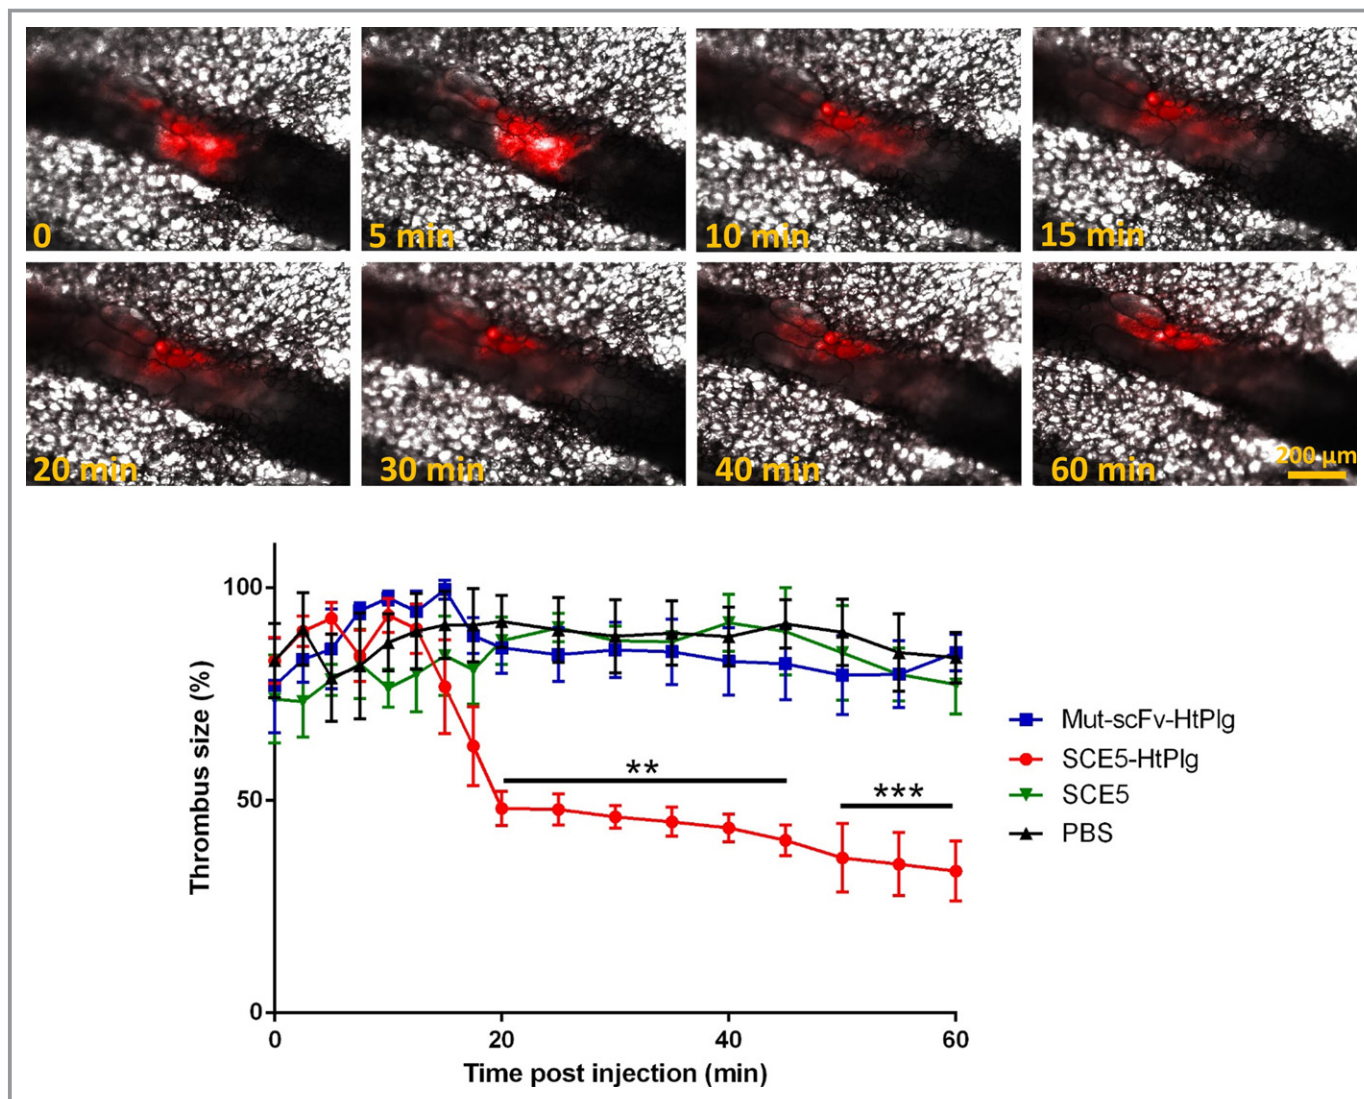 0
5 min
10 min
15 min
20 min
30 min
40 min
60 min
200 µm
100
50
0
Thrombus size (%)
**
***
0
20
40
60
Time post injection (min)
Mut-scFv-HtPlg
SCE5-HtPlg
SCE5
PBS